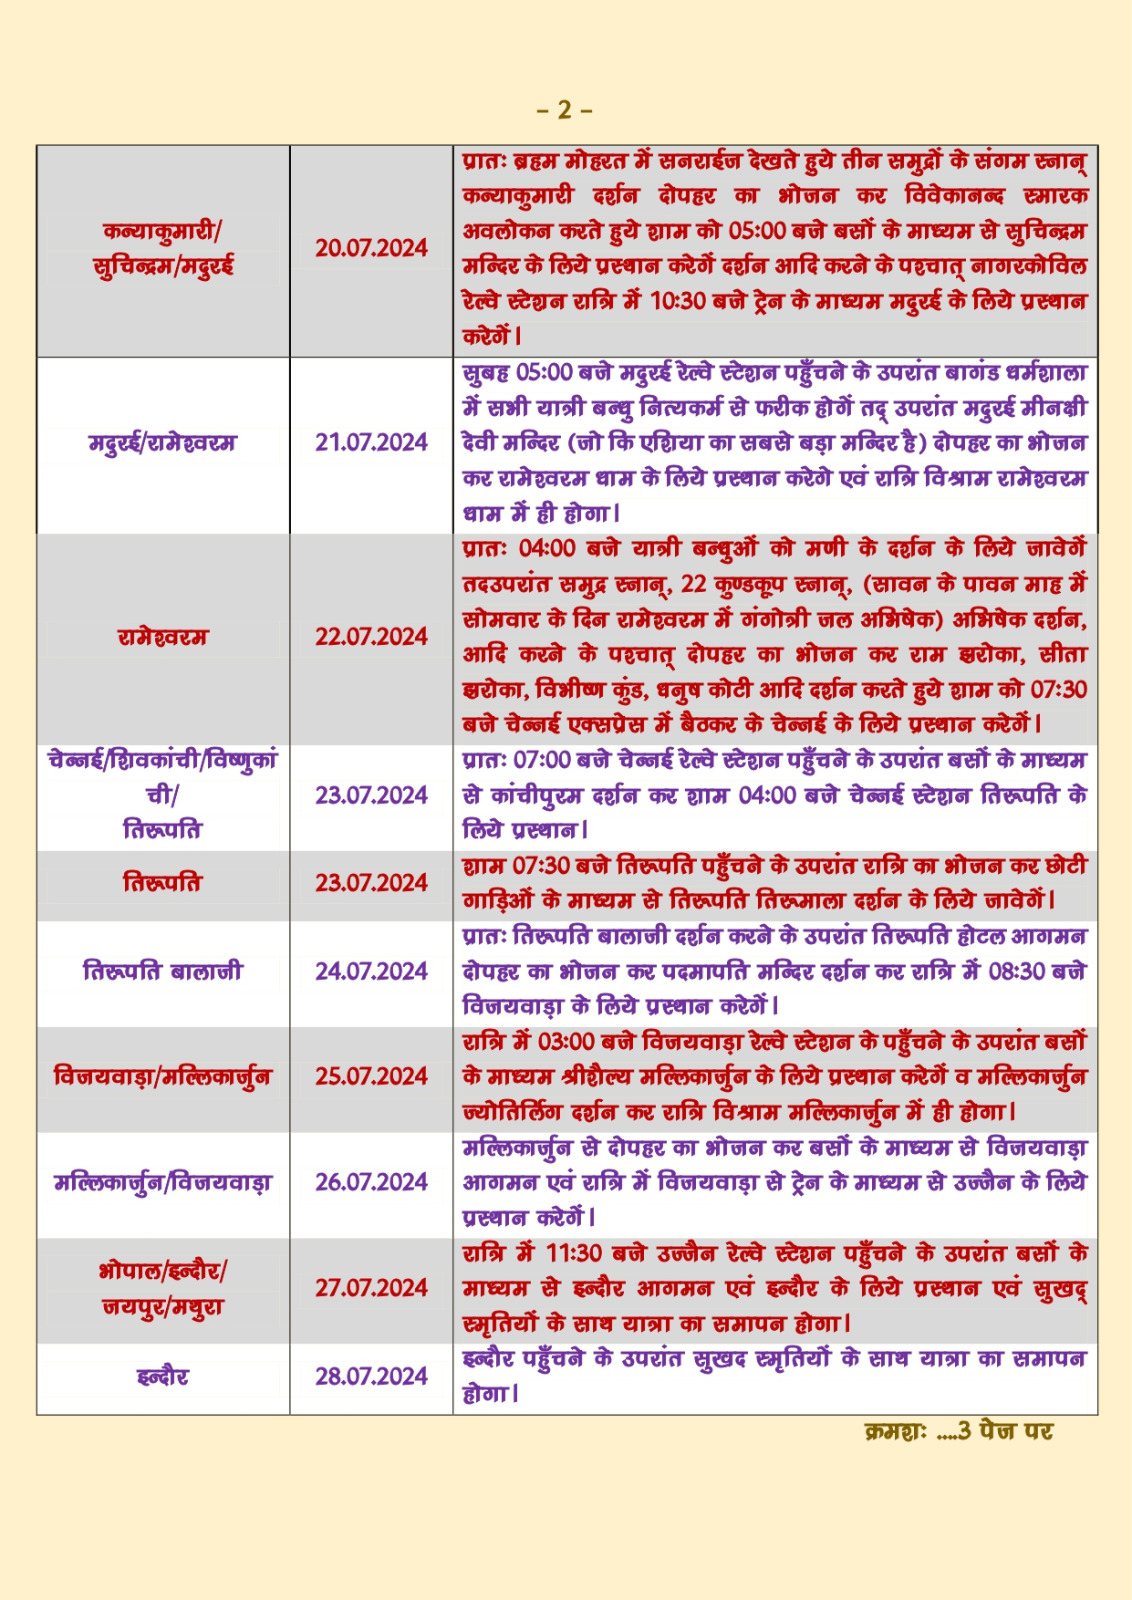 – 2 –
कन्याकुमारी/
सुचिन्द्रम/मदुरई
20.07.2024
प्रातः ब्रहम मोहरत में सनराईज देखते हुये तीन समुद्रों के संगम स्नान्
कन्याकुमारी दर्शन दोपहर का भोजन कर विवेकानन्द स्मारक
अवलोकन करते हुये शाम को 05:00 बजे बसों के माध्यम से सुचिन्द्रम
मन्दिर के लिये प्रस्थान करेगें दर्शन आदि करने के पश्चात् नागरकोविल
रेल्वे स्टेशन रात्रि में 10:30 बजे ट्रेन के माध्यम मदुरई के लिये प्रस्थान
करेगें।
मदुरई/रामेश्वरम
21.07.2024
सुबह 05:00 बजे मदुरई रेल्वे स्टेशन पहुँचने के उपरांत बागंड धर्मशाला
में सभी यात्री बन्धु नित्यकर्म से फरीक होगें तद् उपरांत मदुरई मीनक्षी
देवी मन्दिर (जो कि एशिया का सबसे बड़ा मन्दिर है) दोपहर का भोजन
कर रामेश्वरम धाम के लिये प्रस्थान करेगे एवं रात्रि विश्राम रामेश्वरम
धाम में ही होगा।
रामेश्वरम
22.07.2024
प्रातः 04:00 बजे यात्री बन्धुओं को मणी के दर्शन के लिये जावेगें
तदउपरांत समुद्र स्नान्, 22 कुण्डकूप स्नान्, (सावन के पावन माह में
सोमवार के दिन रामेश्वरम में गंगोत्री जल अभिषेक) अभिषेक दर्शन,
आदि करने के पश्चात् दोपहर का भोजन कर राम झरोका, सीता
झरोका, विभीष्ण कुंड, धनुष कोटी आदि दर्शन करते हुये शाम को 07:30
बजे चेन्नई एक्सप्रेस में बैठकर के चेन्नई के लिये प्रस्थान करेगें।
चेन्नई/शिवकांची/विष्णुकां
ची/
तिरूपति
23.07.2024
प्रातः 07:00 बजे चेन्नई रेल्वे स्टेशन पहुँचने के उपरांत बसों के माध्यम
से कांचीपुरम दर्शन कर शाम 04:00 बजे चेन्नई स्टेशन तिरूपति के
लिये प्रस्थान।
तिरूपति
23.07.2024
शाम 07:30 बजे तिरूपति पहुँचने के उपरांत रात्रि का भोजन कर छोटी
गाड़िओं के माध्यम से तिरूपति तिरूमाला दर्शन के लिये जावेगें।
तिरूपति बालाजी
24.07.2024
प्रातः तिरूपति बालाजी दर्शन करने के उपरांत तिरूपति होटल आगमन
दोपहर का भोजन कर पदमापति मन्दिर दर्शन कर रात्रि में 08:30 बजे
विजयवाड़ा के लिये प्रस्थान करेगें।
विजयवाड़ा/मल्लिकार्जुन
25.07.2024
रात्रि में 03:00 बजे विजयवाड़ा रेल्वे स्टेशन के पहुँचने के उपरांत बसों
के माध्यम श्रीशैल्य मल्लिकार्जुन के लिये प्रस्थान करेगें व मल्लिकार्जुन
ज्योतिर्लिग दर्शन कर रात्रि विश्राम मल्लिकार्जुन में ही होगा।
मल्लिकार्जुन/विजयवाड़ा
26.07.2024
मल्लिकार्जुन से दोपहर का भोजन कर बसों के माध्यम से विजयवाड़ा
आगमन एवं रात्रि में विजयवाड़ा से ट्रेन के माध्यम से उज्जैन के लिये
प्रस्थान करेगें।
भोपाल/इन्दौर/
जयपुर/मथुरा
27.07.2024
रात्रि में 11:30 बजे उज्जैन रेल्वे स्टेशन पहुँचने के उपरांत बसों के
माध्यम से इन्दौर आगमन एवं इन्दौर के लिये प्रस्थान एवं सुखद्
स्मृतियों के साथ यात्रा का समापन होगा।
इन्दौर
28.07.2024
इन्दौर पहुँचने के उपरांत सुखद स्मृतियों के साथ यात्रा का समापन
होगा।
क्रमशः ....3 पेज पर